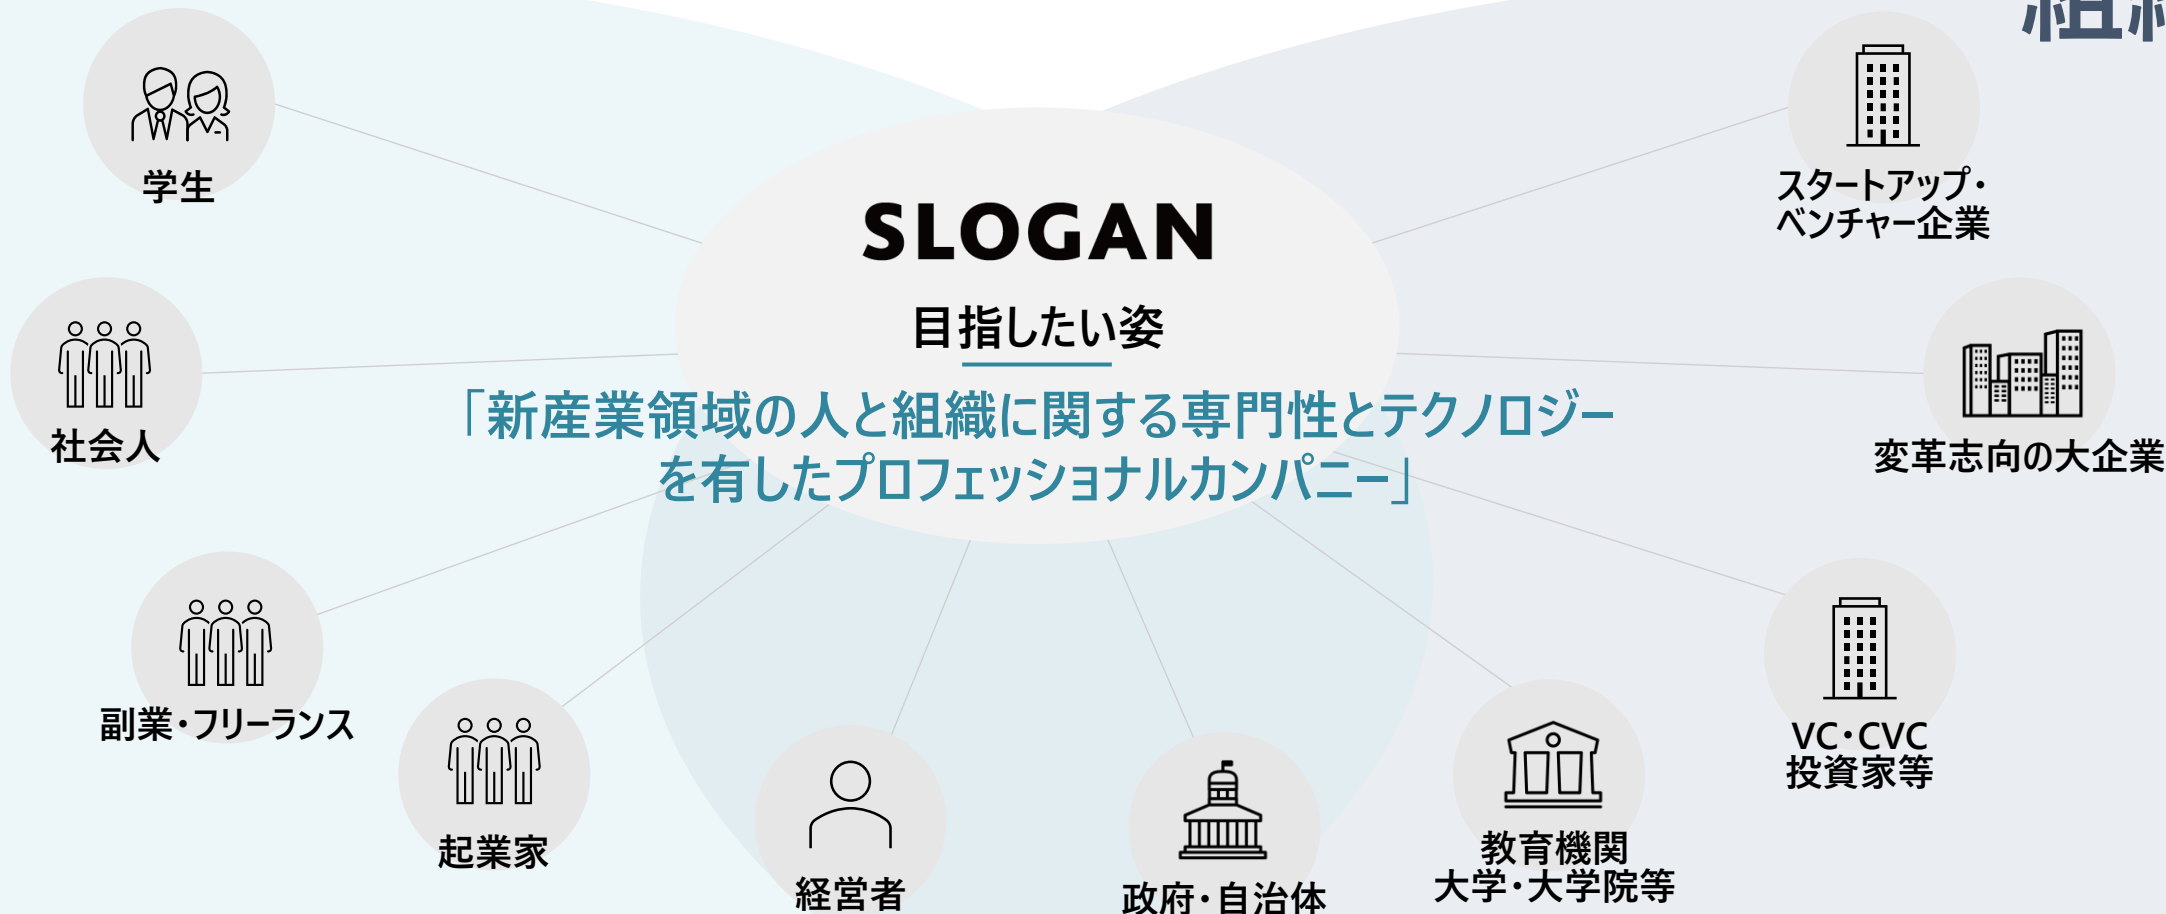 組
学生
スタートアップ・
ベンチャー企業
SLOGAN
目指したい姿
「新産業領域の人と組織に関する専門性とテクノロジー
を有したプロフェッショナルカンパニー」
社会人
変革志向の大企業
副業・フリーランス
VC・CVC
投資家等
起業家
教育機関
大学・大学院等
経営者
政府・自治体